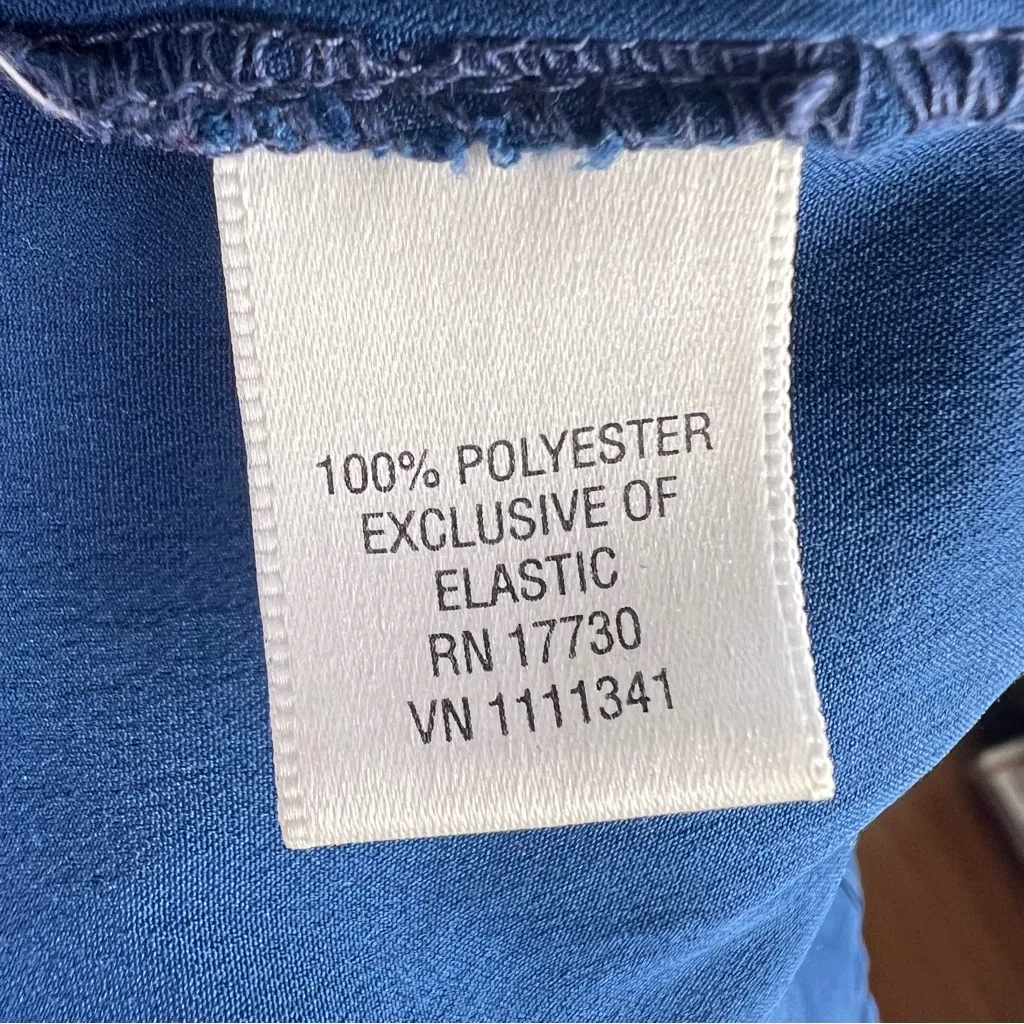 100% POLYESTER
EXCLUSIVE OF
ELASTIC
RN 17730
VN 1111341